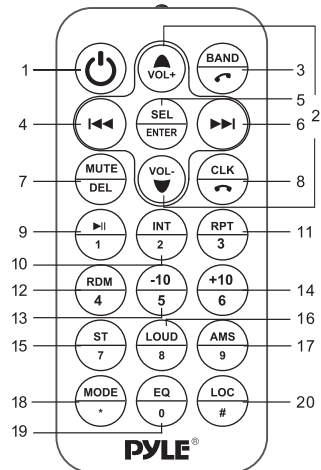 VOL+
BAND
1
3
2
SEL
ENTER
5
4
6
MUTE
DEL
VOL-
CLK
7
8
1
INT
2
RPT
3
9
11
10
RDM
4
-10
5
+10
6
12
14
13
16
ST
7
LOUD
8
AMS
9
15
17
MODE
*
EQ
0
LOC
#
18
20
19
PYLE®